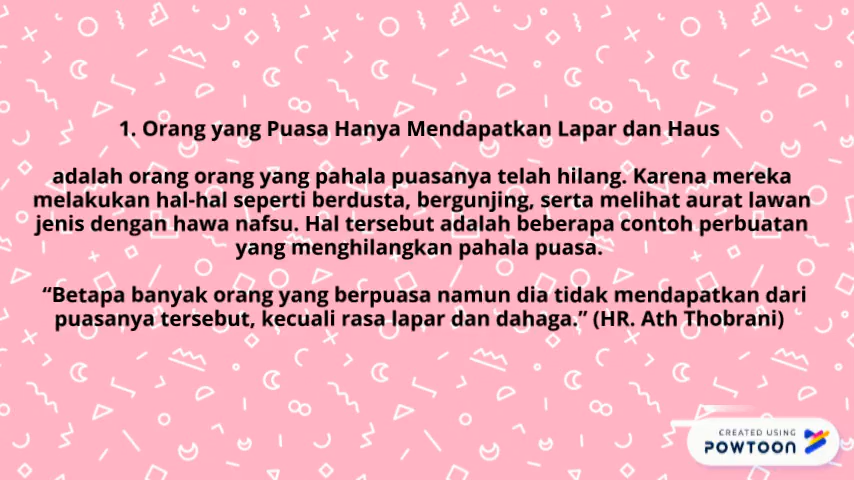 1. Orang yang Puasa Hanya Mendapatkan Lapar dan Haus
adalah orang orang yang pahala puasanya telah hilang. Karena mereka
melakukan hal-hal seperti berdusta, bergunjing, serta melihat aurat lawan
jenis dengan hawa nafsu. Hal tersebut adalah beberapa contoh perbuatan
yang menghilangkan pahala puasa.
“Betapa banyak orang yang berpuasa namun dia tidak mendapatkan dari
puasanya tersebut, kecuali rasa lapar dan dahaga.” (HR. Ath Thobrani)
CREATED USING
POWTOON